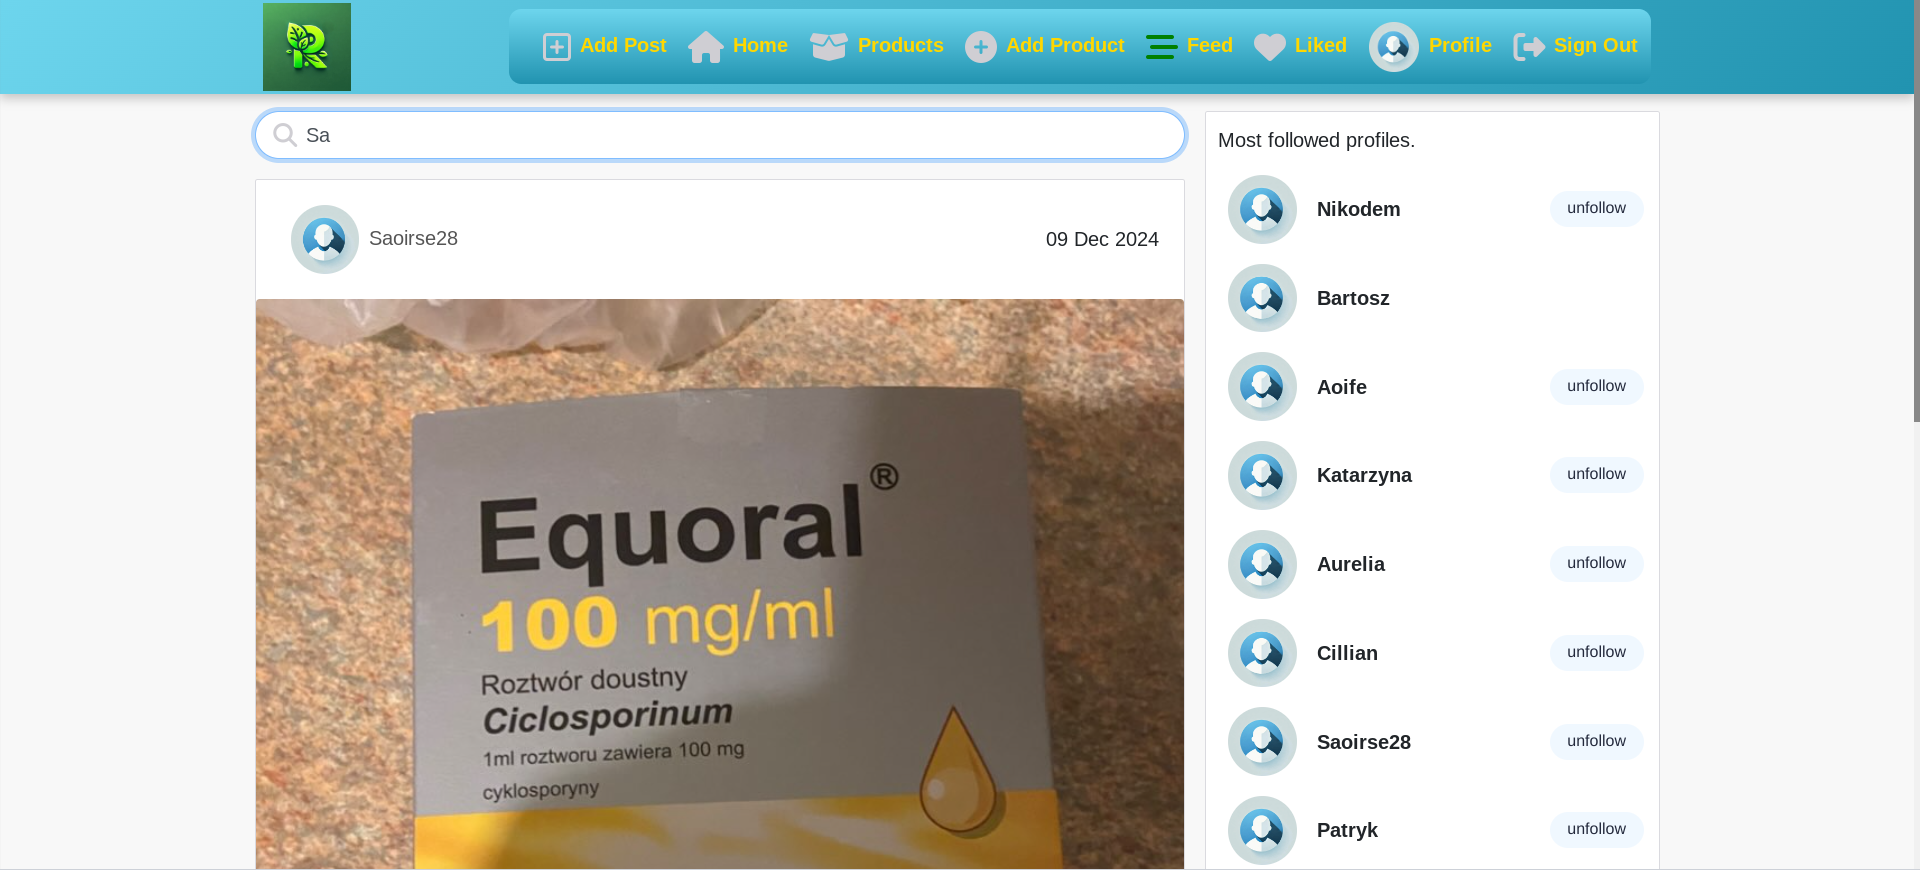 Add Post
Home
Products
Add Product
Feed
Liked
Profile
Sign Out
Sa
Saoirse28
09 Dec 2024
Equoral®
100 mg/ml
Roztwór doustny
Ciclosporinum
1ml roztworu zawiera 100 mg
cyklosporyny
Most followed profiles.
Nikodem
unfollow
Bartosz
Aoife
unfollow
Katarzyna
unfollow
Aurelia
unfollow
Cillian
unfollow
Saoirse28
unfollow
Patryk
unfollow